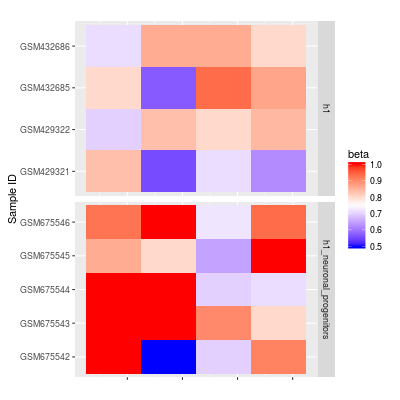 Sample ID
GSM432686
GSM432685
GSM429322
GSM429321
h1
GSM675546
GSM675545
GSM675544
GSM675543
GSM675542
h1_neuronal_progenitors
beta
1.0
0.9
0.8
0.7
0.6
0.5